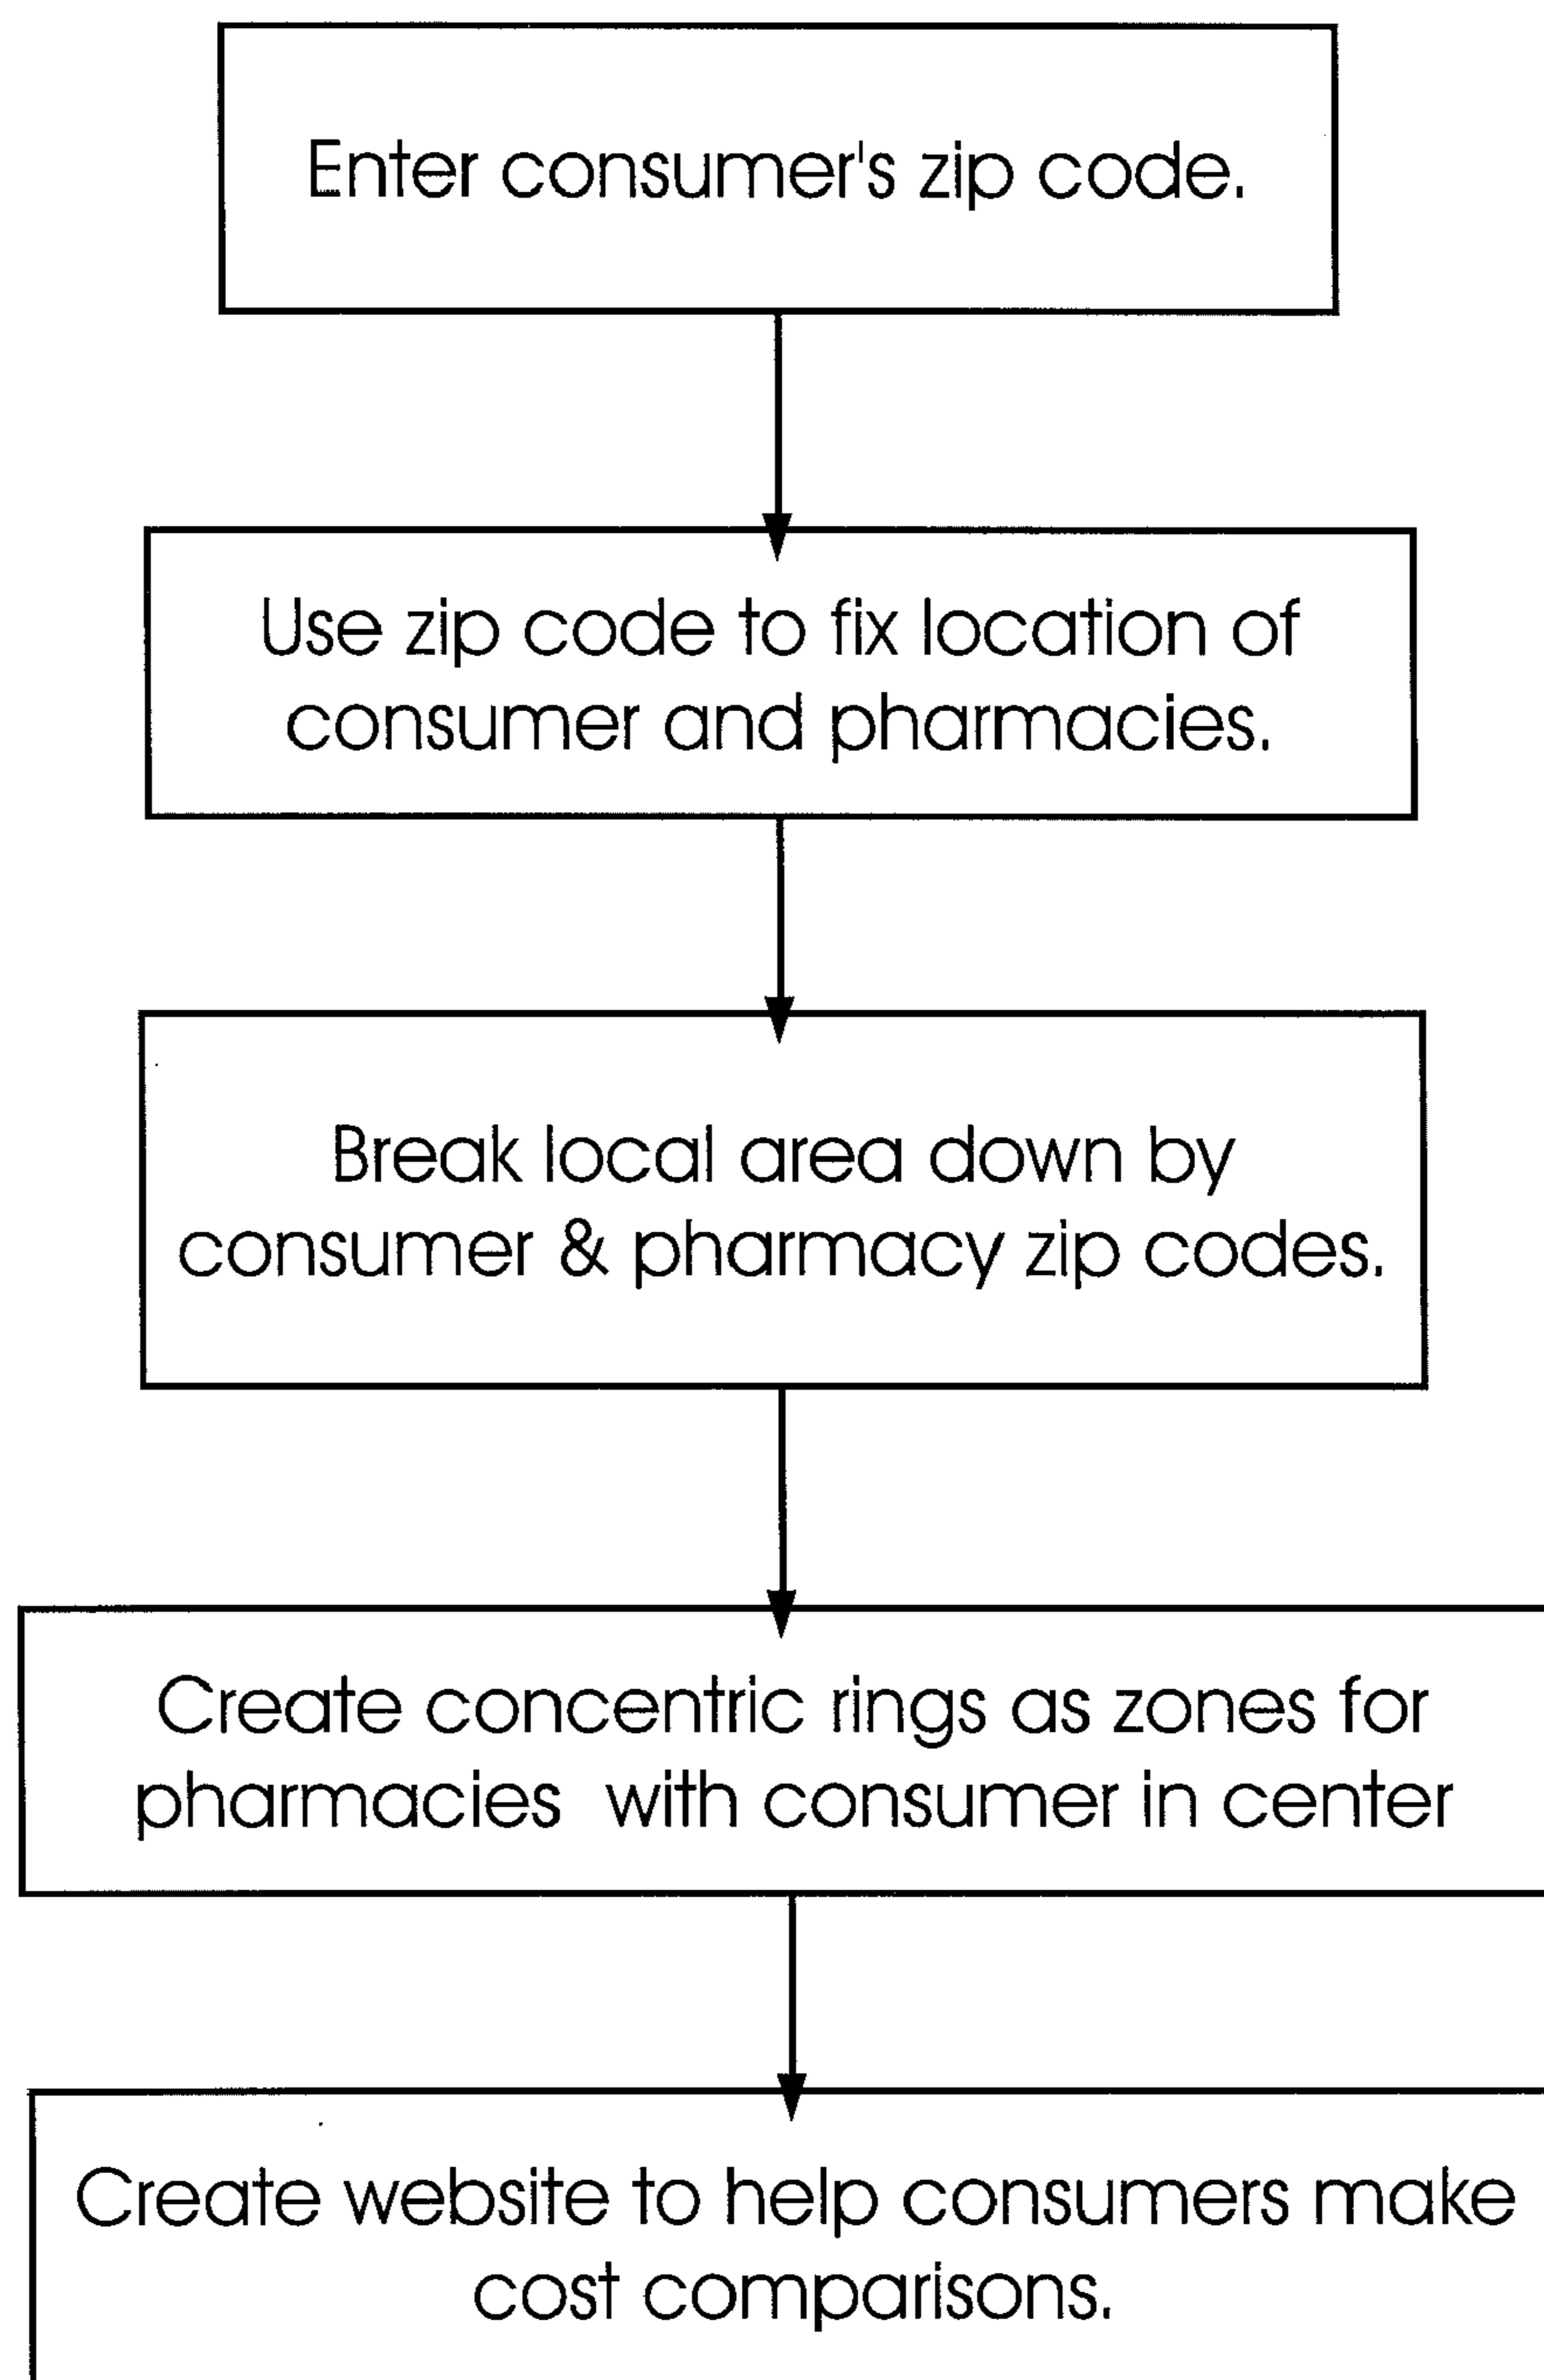 Enter consumer's zip code.
Use zip code to fix location of
consumer and pharmacies.
Break local area down by
consumer & pharmacy zip codes.
Create concentric rings as zones for
pharmacies with consumer in center
Create website to help consumers make
cost comparisons.